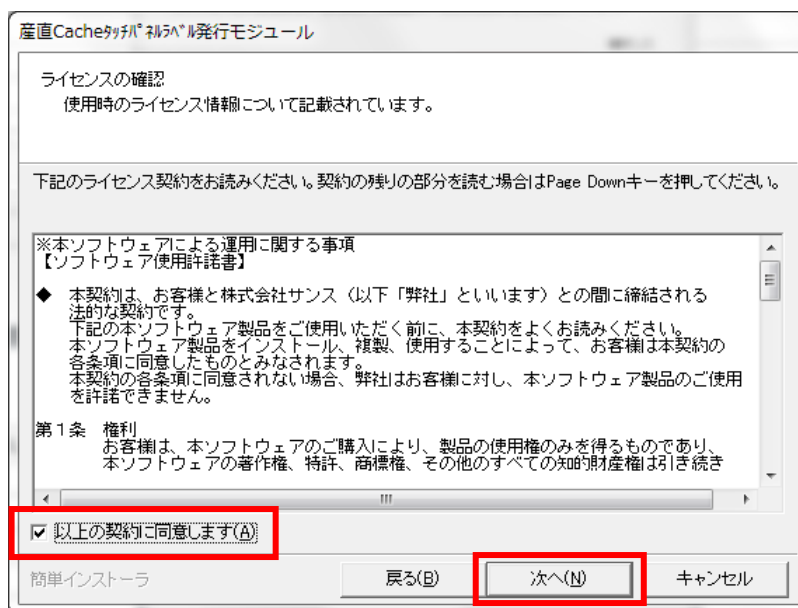 産直Cacheﾀｯﾁﾊﾟﾈﾙﾗﾍﾞﾙ発行モジュール
ライセンスの確認
使用時のライセンス情報について記載されています。
下記のライセンス契約をお読みください。契約の残りの部分を読む場合はPage Downキーを押してください。
※本ソフトウェアによる運用に関する事項
【ソフトウェア使用許諾書】
◆ 本契約は、お客様と株式会社サンス（以下「弊社」といいます）との間に締結される
法的な契約です。
下記の本ソフトウェア製品をご使用いただく前に、本契約をよくお読みください。
本ソフトウェア製品をインストール、複製、使用することによって、お客様は本契約の
各条項に同意したものとみなされます。
本契約の各条項に同意されない場合、弊社はお客様に対し、本ソフトウェア製品のご使用
を許諾できません。
第１条 権利
お客様は、本ソフトウェアのご購入により、製品の使用権のみを得るものであり、
本ソフトウェアの著作権、特許、商標権、その他のすべての知的財産権は引き続き
以上の契約に同意します(A)
簡単インストーラ 戻る(B) 次へ(N) キャンセル